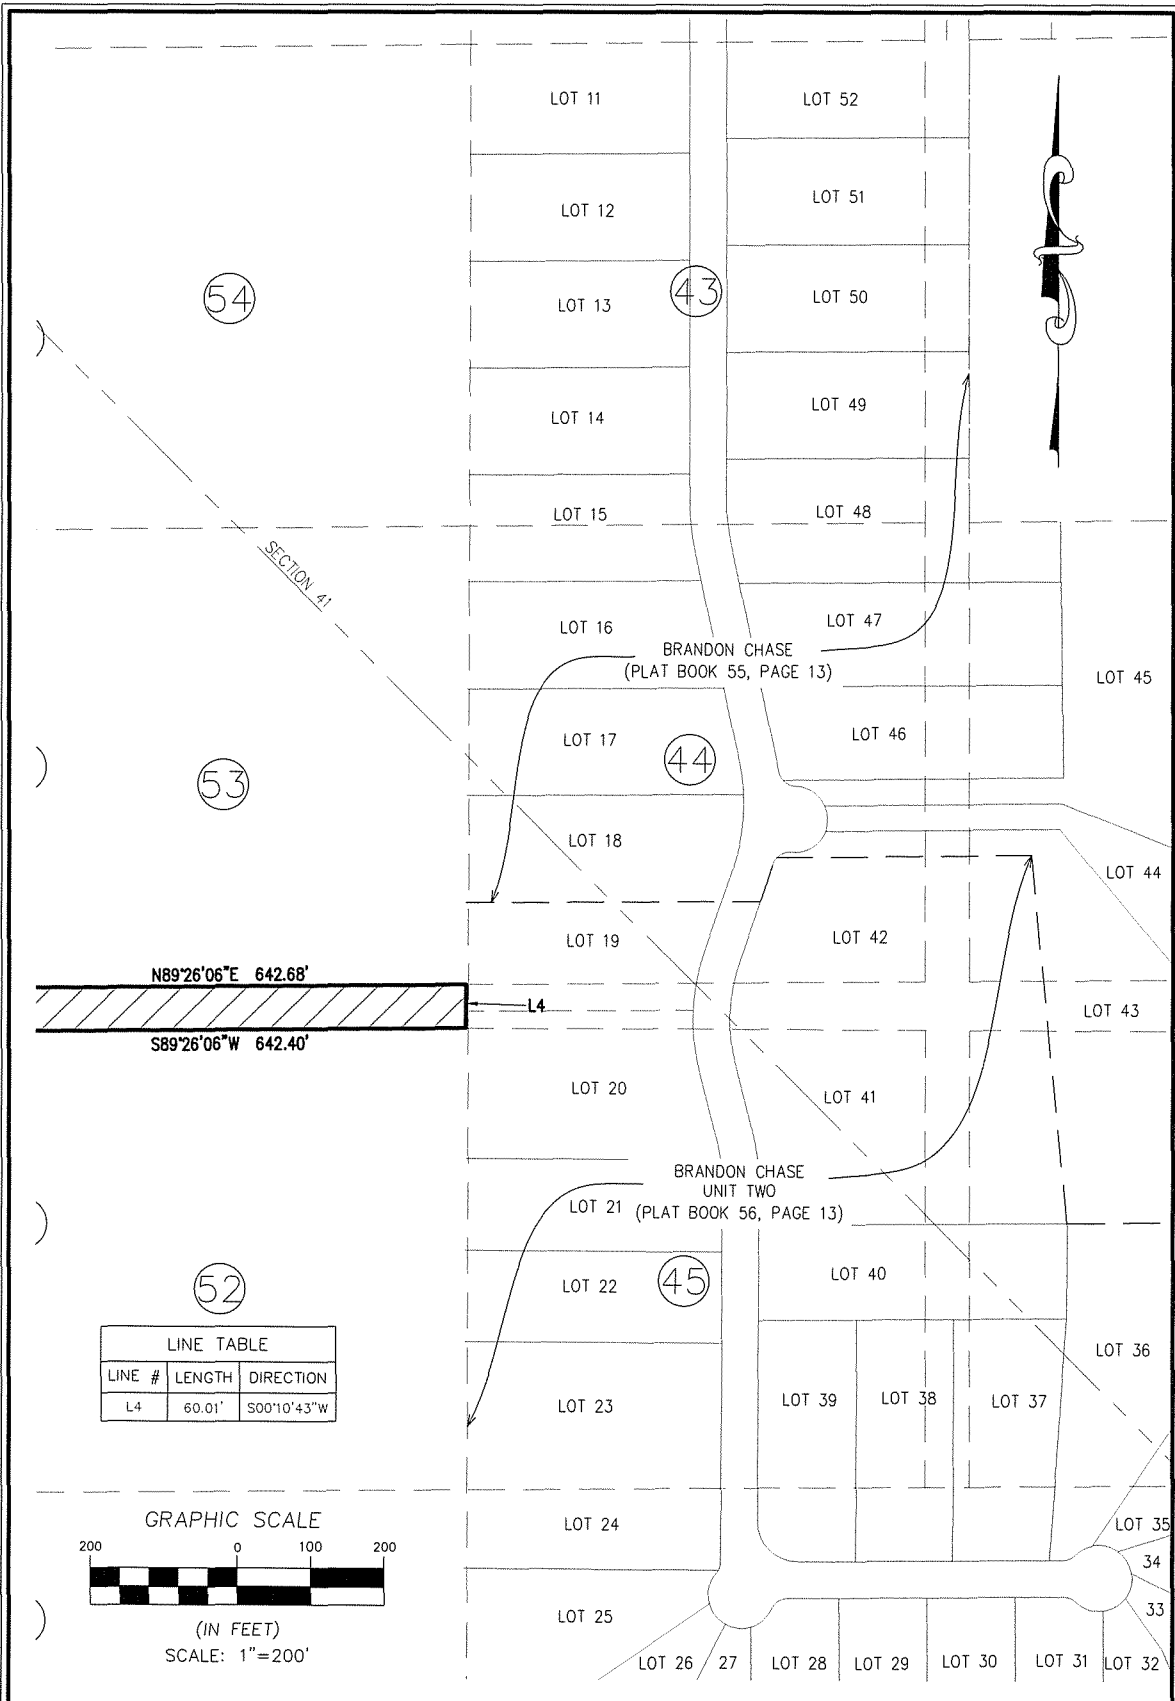 LOT 11
LOT 52
LOT 51
LOT 12
54
43
LOT 50
LOT 13
LOT 49
LOT 14
LOT 48
LOT 15
SECTION 41
LOT 47
LOT 16
BRANDON CHASE
(PLAT BOOK 55, PAGE 13)
LOT 45
LOT 46
LOT 17
44
53
LOT 18
LOT 44
LOT 42
LOT 19
N89°26'06"E 642.68'
L4
LOT 43
S89°26'06"W 642.40'
LOT 20
LOT 41
BRANDON CHASE
UNIT TWO
(PLAT BOOK 56, PAGE 13)
LOT 21
LOT 40
45
LOT 22
52
LINE TABLE
LINE # LENGTH DIRECTION
L4 60.01' S00°10'43"W
LOT 36
LOT 39
LOT 38
LOT 37
LOT 23
GRAPHIC SCALE
200 0 100 200
(IN FEET)
SCALE: 1"=200'
LOT 24
LOT 35
34
33
LOT 25
LOT 26
27
LOT 28
LOT 29
LOT 30
LOT 31
LOT 32